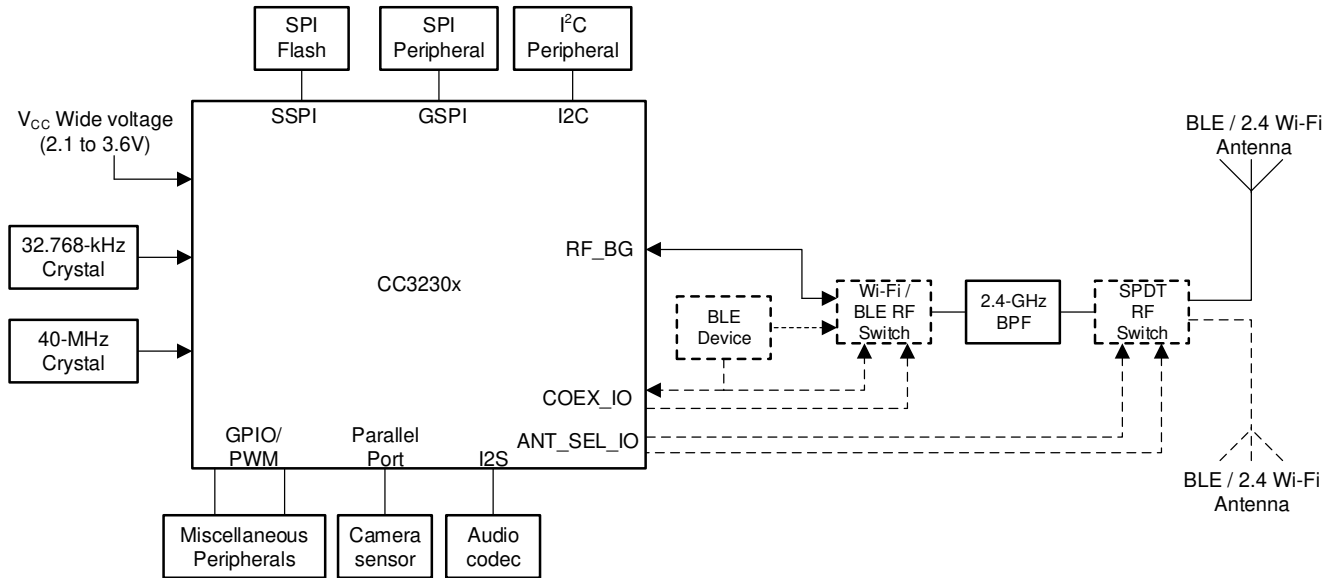 SPI
Flash
SPI
Peripheral
I²C
Peripheral
SSPI
GSPI
I2C
V_CC Wide voltage
(2.1 to 3.6V)
BLE / 2.4 Wi-Fi
Antenna
32.768-kHz
Crystal
RF_BG
CC3230x
Wi-Fi /
BLE RF
Switch
2.4-GHz
BPF
SPDT
RF
Switch
BLE
Device
40-MHz
Crystal
COEX_IO
ANT_SEL_IO
GPIO/
PWM
Parallel
Port
I2S
BLE / 2.4 Wi-Fi
Antenna
Miscellaneous
Peripherals
Camera
sensor
Audio
codec